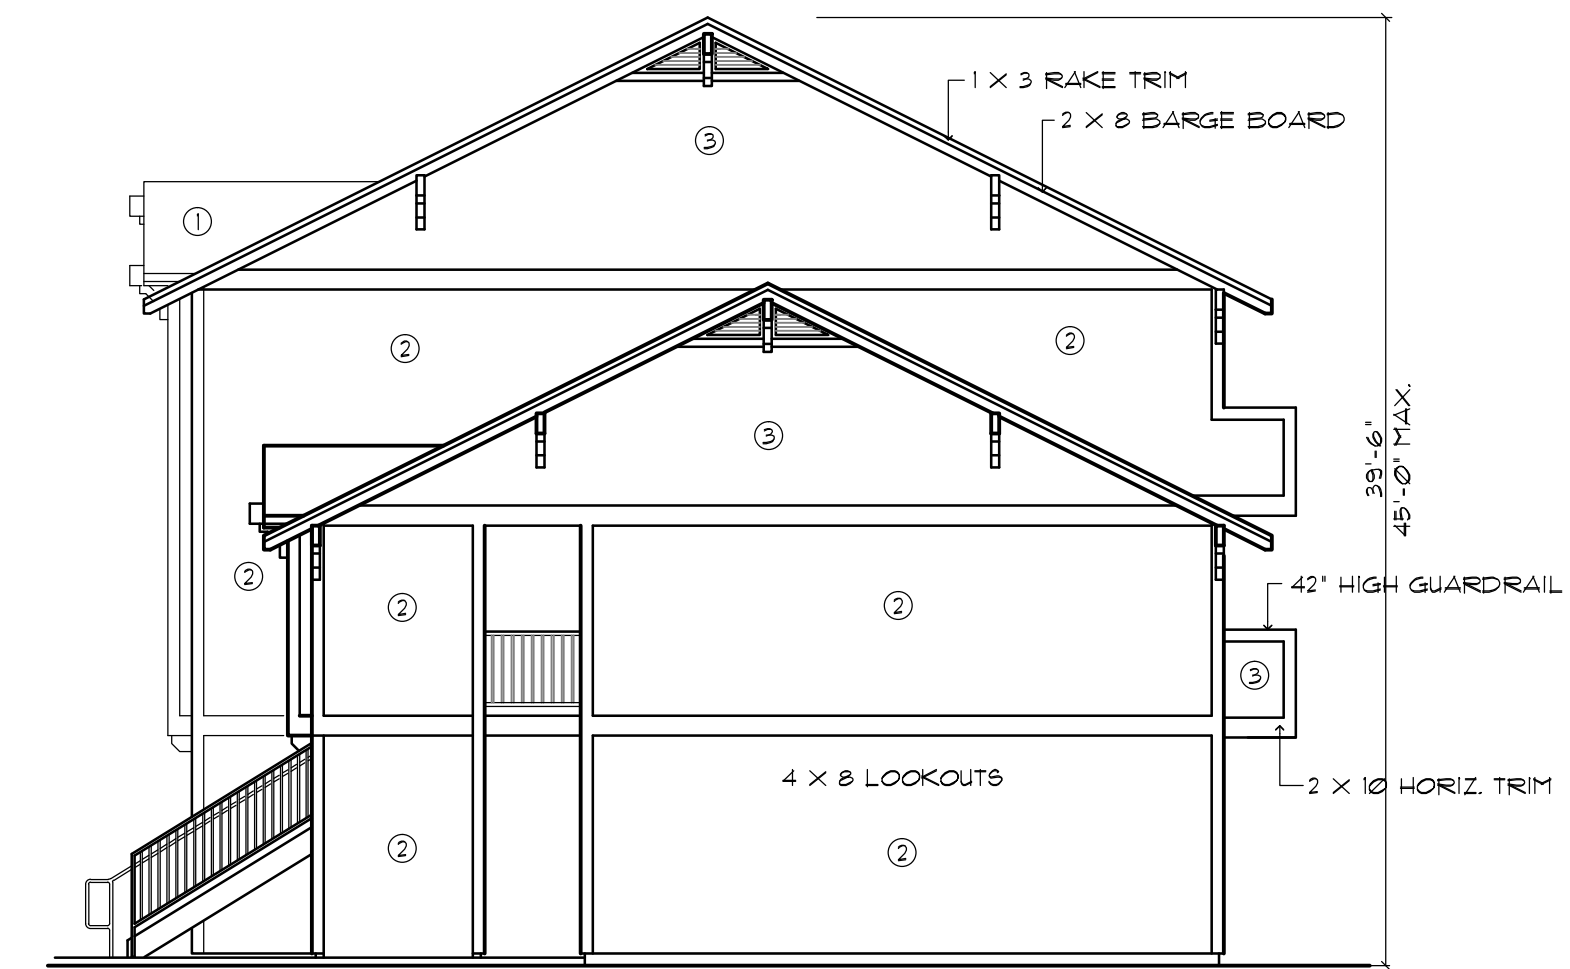 1 X 3 RAKE TRIM
2 X 8 BARGE BOARD
3
1
2
2
3
39'-6"
45'-0" MAX.
2
2
2
42" HIGH GUARDRAIL
3
4 X 8 LOOKOUTS
2 X 10 HORIZ. TRIM
2
2